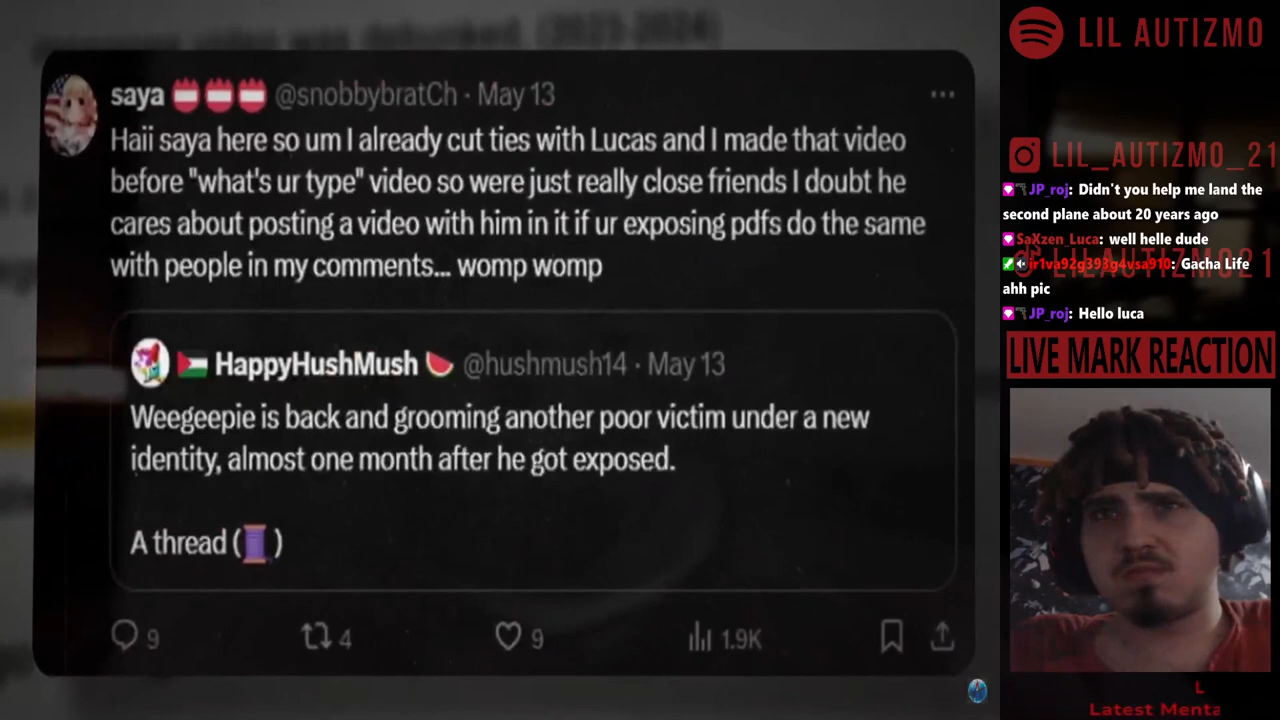 saya @snobbybratCh · May 13
Haii saya here so um I already cut ties with Lucas and I made that video
before "what's ur type" video so were just really close friends I doubt he
cares about posting a video with him in it if ur exposing pdfs do the same
with people in my comments... womp womp
HappyHushMush @hushmush14 · May 13
Weegeepie is back and grooming another poor victim under a new
identity, almost one month after he got exposed.
A thread ( )
9 4 9 1.9K
LIL AUTIZMO
LIL_AUTIZMO_21
JP_roj: Didn't you help me land the
second plane about 20 years ago
SaXzen_Luca: well helle dude
Gacha Life
ahh pic
JP_roj: Hello luca
LIVE MARK REACTION
L
Latest Menta